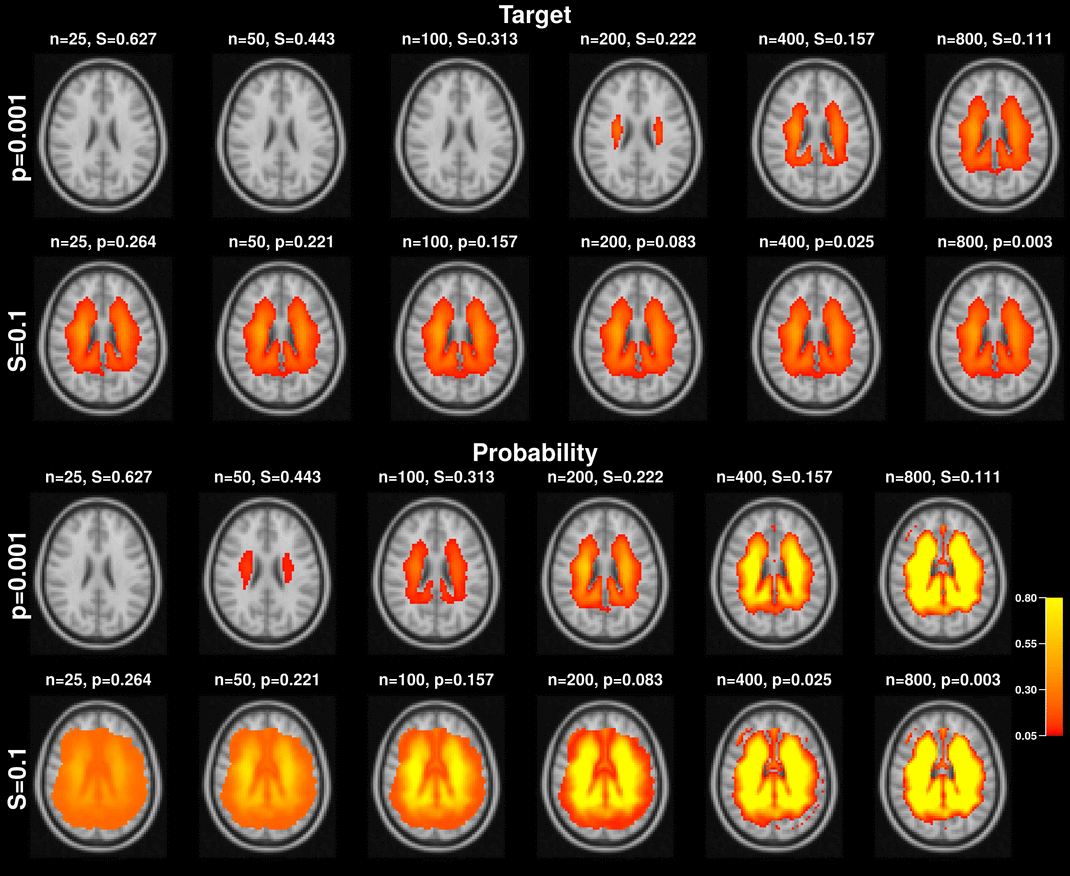 Target
n=25, S=0.627 n=50, S=0.443 n=100, S=0.313 n=200, S=0.222 n=400, S=0.157 n=800, S=0.111
p=0.001
n=25, p=0.264 n=50, p=0.221 n=100, p=0.157 n=200, p=0.083 n=400, p=0.025 n=800, p=0.003
S=0.1
Probability
n=25, S=0.627 n=50, S=0.443 n=100, S=0.313 n=200, S=0.222 n=400, S=0.157 n=800, S=0.111
p=0.001
0.80
0.55
0.30
0.05
n=25, p=0.264 n=50, p=0.221 n=100, p=0.157 n=200, p=0.083 n=400, p=0.025 n=800, p=0.003
S=0.1